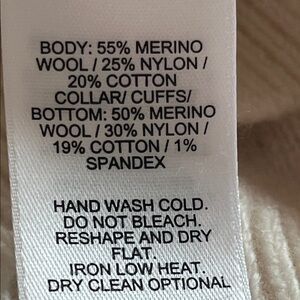 BODY: 55% MERINO
WOOL / 25% NYLON /
20% COTTON
COLLAR/ CUFFS/
BOTTOM: 50% MERINO
WOOL / 30% NYLON /
19% COTTON / 1%
SPANDEX
HAND WASH COLD.
DO NOT BLEACH.
RESHAPE AND DRY
FLAT.
IRON LOW HEAT.
DRY CLEAN OPTIONAL